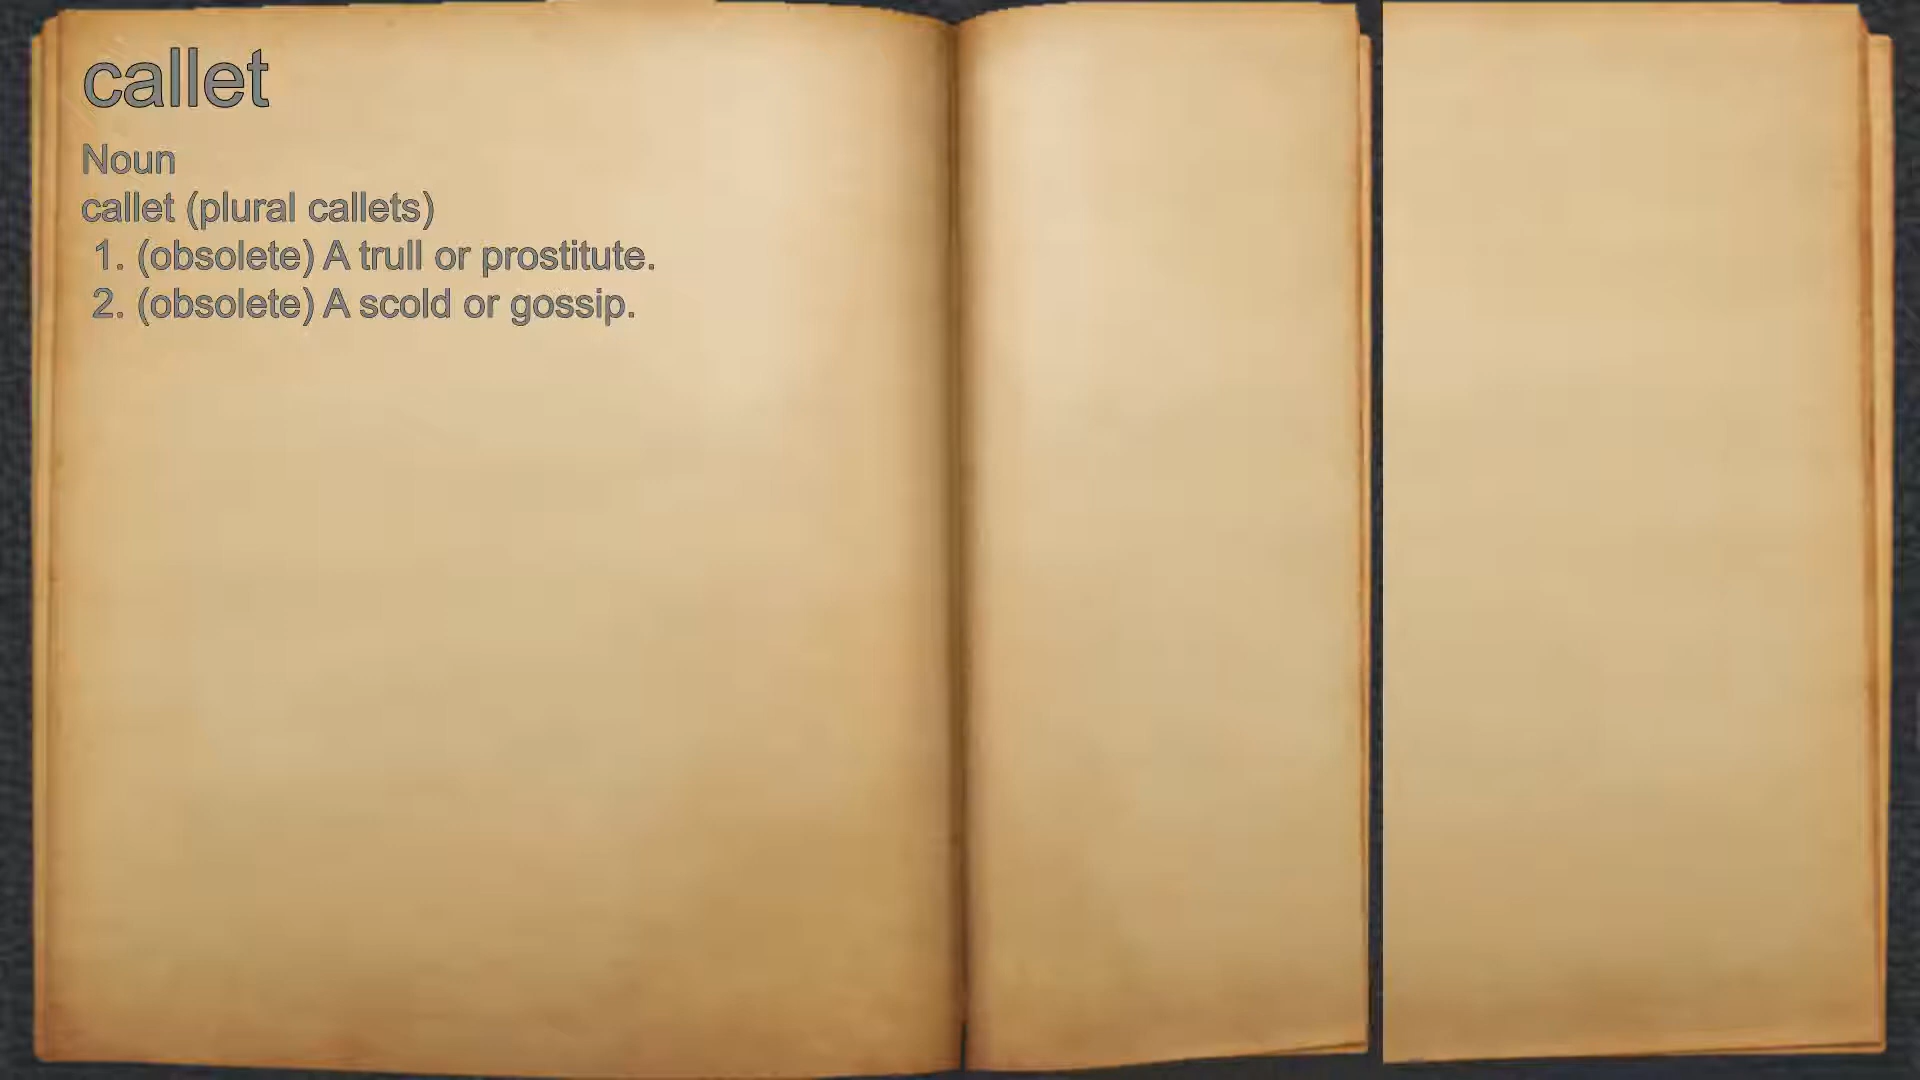 callet
Noun
callet (plural callets)
1. (obsolete) A trull or prostitute.
2. (obsolete) A scold or gossip.